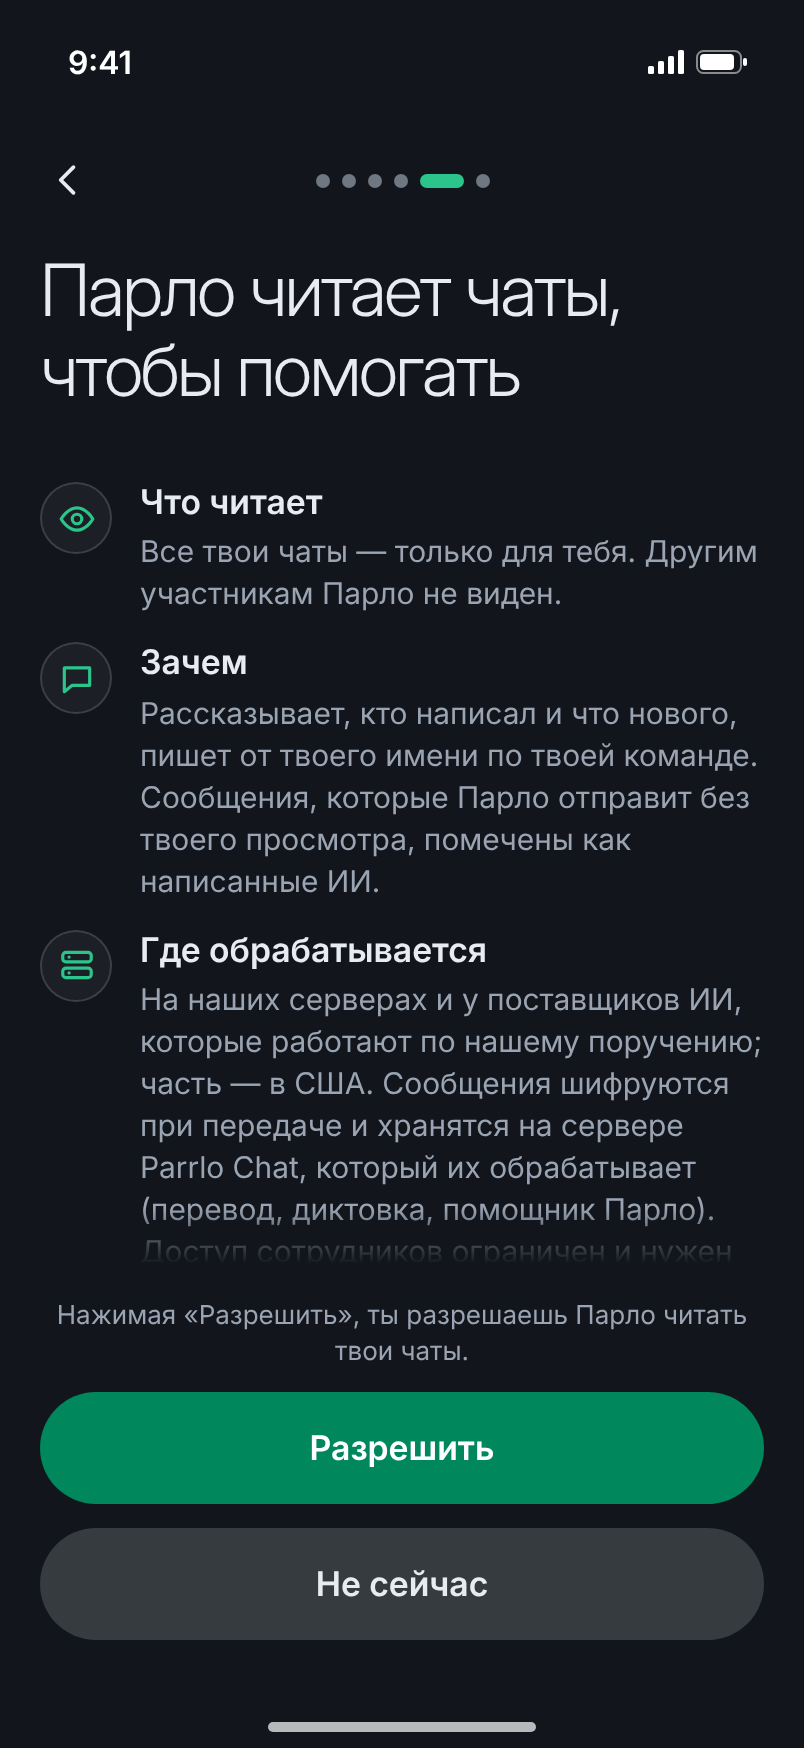 9:41
Парло читает чаты,
чтобы помогать
Что читает
Все твои чаты — только для тебя. Другим
участникам Парло не виден.
Зачем
Рассказывает, кто написал и что нового,
пишет от твоего имени по твоей команде.
Сообщения, которые Парло отправит без
твоего просмотра, помечены как
написанные ИИ.
Где обрабатывается
На наших серверах и у поставщиков ИИ,
которые работают по нашему поручению;
часть — в США. Сообщения шифруются
при передаче и хранятся на сервере
Parrlo Chat, который их обрабатывает
(перевод, диктовка, помощник Парло).
Доступ сотрудников ограничен и нужен
Нажимая «Разрешить», ты разрешаешь Парло читать
твои чаты.
Разрешить
Не сейчас